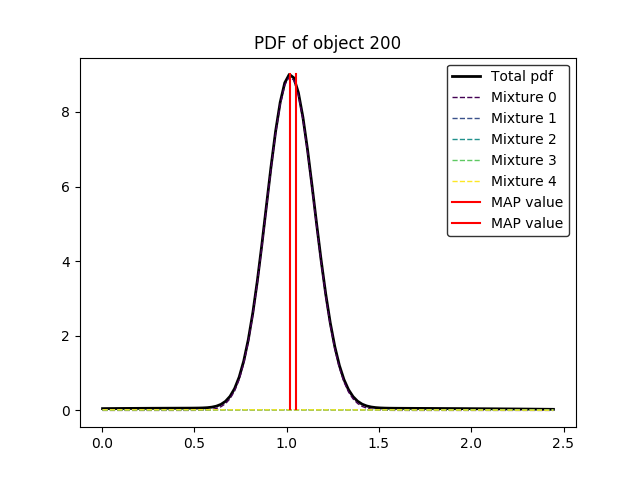 PDF of object 200
Total pdf
Mixture 0
Mixture 1
Mixture 2
Mixture 3
Mixture 4
MAP value
MAP value
8
6
4
2
0
0.0 0.5 1.0 1.5 2.0 2.5